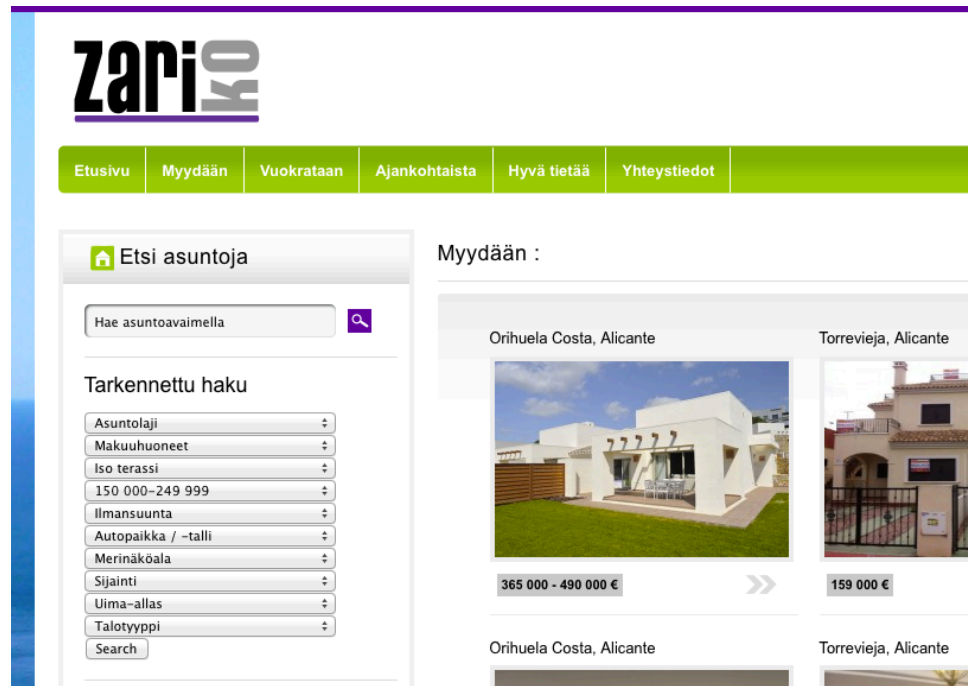 zariko
Etusivu Myydään Vuokrataan Ajankohtaista Hyvä tietää Yhteystiedot
Etsi asuntoja
Hae asuntoavaimella
Tarkennettu haku
Asuntolaji
Makuuhuoneet
Iso terassi
150 000-249 999
Ilmansuunta
Autopaikka / -talli
Merinäköala
Sijainti
Uima-allas
Talotyyppi
Search
Myydään :
Orihuela Costa, Alicante
Torrevieja, Alicante
365 000 - 490 000 €
159 000 €
Orihuela Costa, Alicante
Torrevieja, Alicante